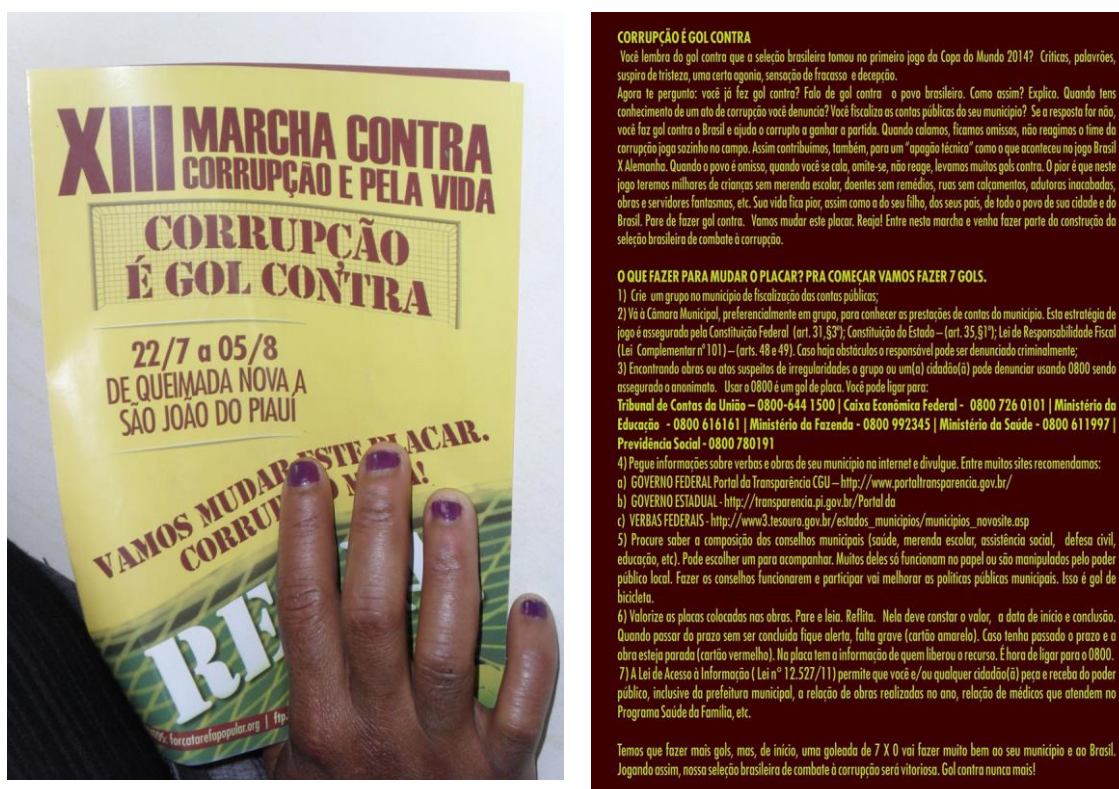 XIII MARCHA CONTRA
CORRUPÇÃO E PELA VIDA
CORRUPÇÃO
É GOL CONTRA
22/7 a 05/8
DE QUEIMADA NOVA A
SÃO JOÃO DO PIAUÍ
VAMOS MUDAR ESTE PLACAR.
forcatarefapopular.org | ftp.
CORRUPÇÃO É GOL CONTRA
Você lembra do gol contra que a seleção brasileira tomou no primeiro jogo da Copa do Mundo 2014? Criticas, palavrões,
suspiro de tristeza, uma certa agonia, sensação de fracasso e decepção.
Agora te pergunto: você já fez gol contra? Falo de gol contra o povo brasileiro. Como assim? Explico. Quando tens
conhecimento de um ato de corrupção você denuncia? Você fiscaliza as contas públicas do seu município? Se a resposta for não,
você faz gol contra o Brasil e ajuda o corrupto a ganhar a partida. Quando calamos, ficamos omissos, não reagimos o time da
corrupção joga sozinho no campo. Assim contribuimos, também, para um "apagão técnico" como o que aconteceu no jogo Brasil
X Alemanha. Quando o povo é omisso, quando você se cala, omite-se, não reage, levamos muitos gols contra. O pior é que neste
jogo teremos milhares de crianças sem merenda escolar, doentes sem remédios, ruas sem calçamentos, adutoras inacabadas,
obras e servidores fantasmas, etc. Sua vida fica pior, assim como a do seu filho, dos seus pais, de todo o povo de sua cidade e do
Brasil. Pare de fazer gol contra. Vamos mudar este placar. Reaja! Entre nesta marcha e venha fazer parte da construção da
seleção brasileira de combate à corrupção.
O QUE FAZER PARA MUDAR O PLACAR? PRA COMEÇAR VAMOS FAZER 7 GOLS.
1) Crie um grupo no município de fiscalização das contas públicas;
2) Vá à Câmara Municipal, preferencialmente em grupo, para conhecer as prestações de contas do município. Esta estratégia de
jogo é assegurada pela Constituição Federal (art. 31,§3º); Constituição do Estado – (art. 35,§1º); Lei de Responsabilidade Fiscal
(Lei Complementar nº 101) – (arts. 48 e 49). Caso haja obstáculos o responsável pode ser denunciado criminalmente;
3) Encontrando obras ou atos suspeitos de irregularidades o grupo ou um(a) cidadão(ã) pode denunciar usando 0800 sendo
assegurado o anonimato. Usar o 0800 é um gol de placa. Você pode ligar para:
Tribunal de Contas da União – 0800-644 1500 | Caixa Econômica Federal - 0800 726 0101 | Ministério da
Educação - 0800 616161 | Ministério da Fazenda - 0800 992345 | Ministério da Saúde - 0800 611997 |
Previdência Social - 0800 780191
4) Pegue informações sobre verbas e obras de seu município na internet e divulgue. Entre muitos sites recomendamos:
a) GOVERNO FEDERAL Portal da Transparência CGU – http://www.portaltransparencia.gov.br/
b) GOVERNO ESTADUAL - http://transparencia.pi.gov.br/Portal da
c) VERBAS FEDERAIS - http://www3.tesouro.gov.br/estados_municipios/municipios_novosite.asp
5) Procure saber a composição dos conselhos municipais (saúde, merenda escolar, assistência social, defesa civil,
educação, etc). Pode escolher um para acompanhar. Muitos deles só funcionam no papel ou são manipulados pelo poder
público local. Fazer os conselhos funcionarem e participar vai melhorar as politicas públicas municipais. Isso é gol de
bicicleta.
6) Valorize as placas colocadas nas obras. Pare e leia. Reflita. Nela deve constar o valor, a data de início e conclusão.
Quando passar do prazo sem ser concluida fique alerta, falta grave (cartão amarelo). Caso tenha passado o prazo e a
obra esteja parada (cartão vermelho). Na placa tem a informação de quem liberou o recurso. É hora de ligar para o 0800.
7) A Lei de Acesso à Informação ( Lei n° 12.527/11) permite que você e/ou qualquer cidadão(ã) peça e receba do poder
público, inclusive da prefeitura municipal, a relação de obras realizadas no ano, relação de médicos que atendem no
Programa Saúde da Família, etc.
Temos que fazer mais gols, mas, de início, uma goleada de 7 X 0 vai fazer muito bem ao seu município e ao Brasil.
Jogando assim, nossa seleção brasileira de combate à corrupção será vitoriosa. Gol contra nunca mais!